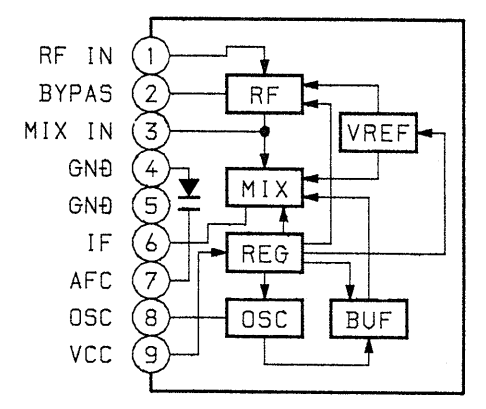 RF IN 1
BYPAS 2
MIX IN 3
GND 4
GND 5
IF 6
AFC 7
OSC 8
VCC 9
RF
VREF
MIX
REG
OSC
BUF